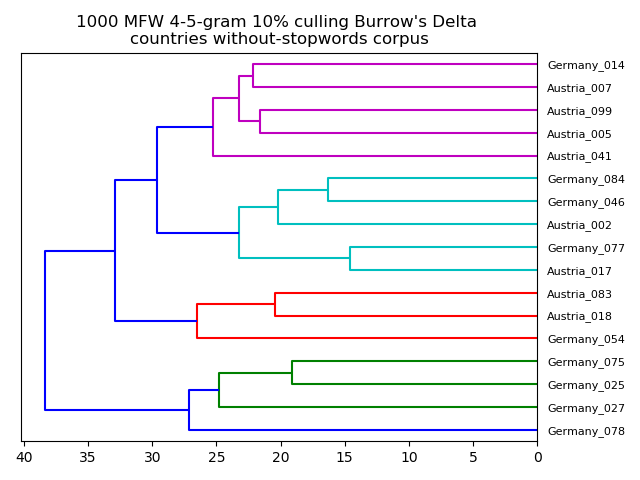 1000 MFW 4-5-gram 10% culling Burrow's Delta
countries without-stopwords corpus
Germany_014
Austria_007
Austria_099
Austria_005
Austria_041
Germany_084
Germany_046
Austria_002
Germany_077
Austria_017
Austria_083
Austria_018
Germany_054
Germany_075
Germany_025
Germany_027
Germany_078
40 35 30 25 20 15 10 5 0